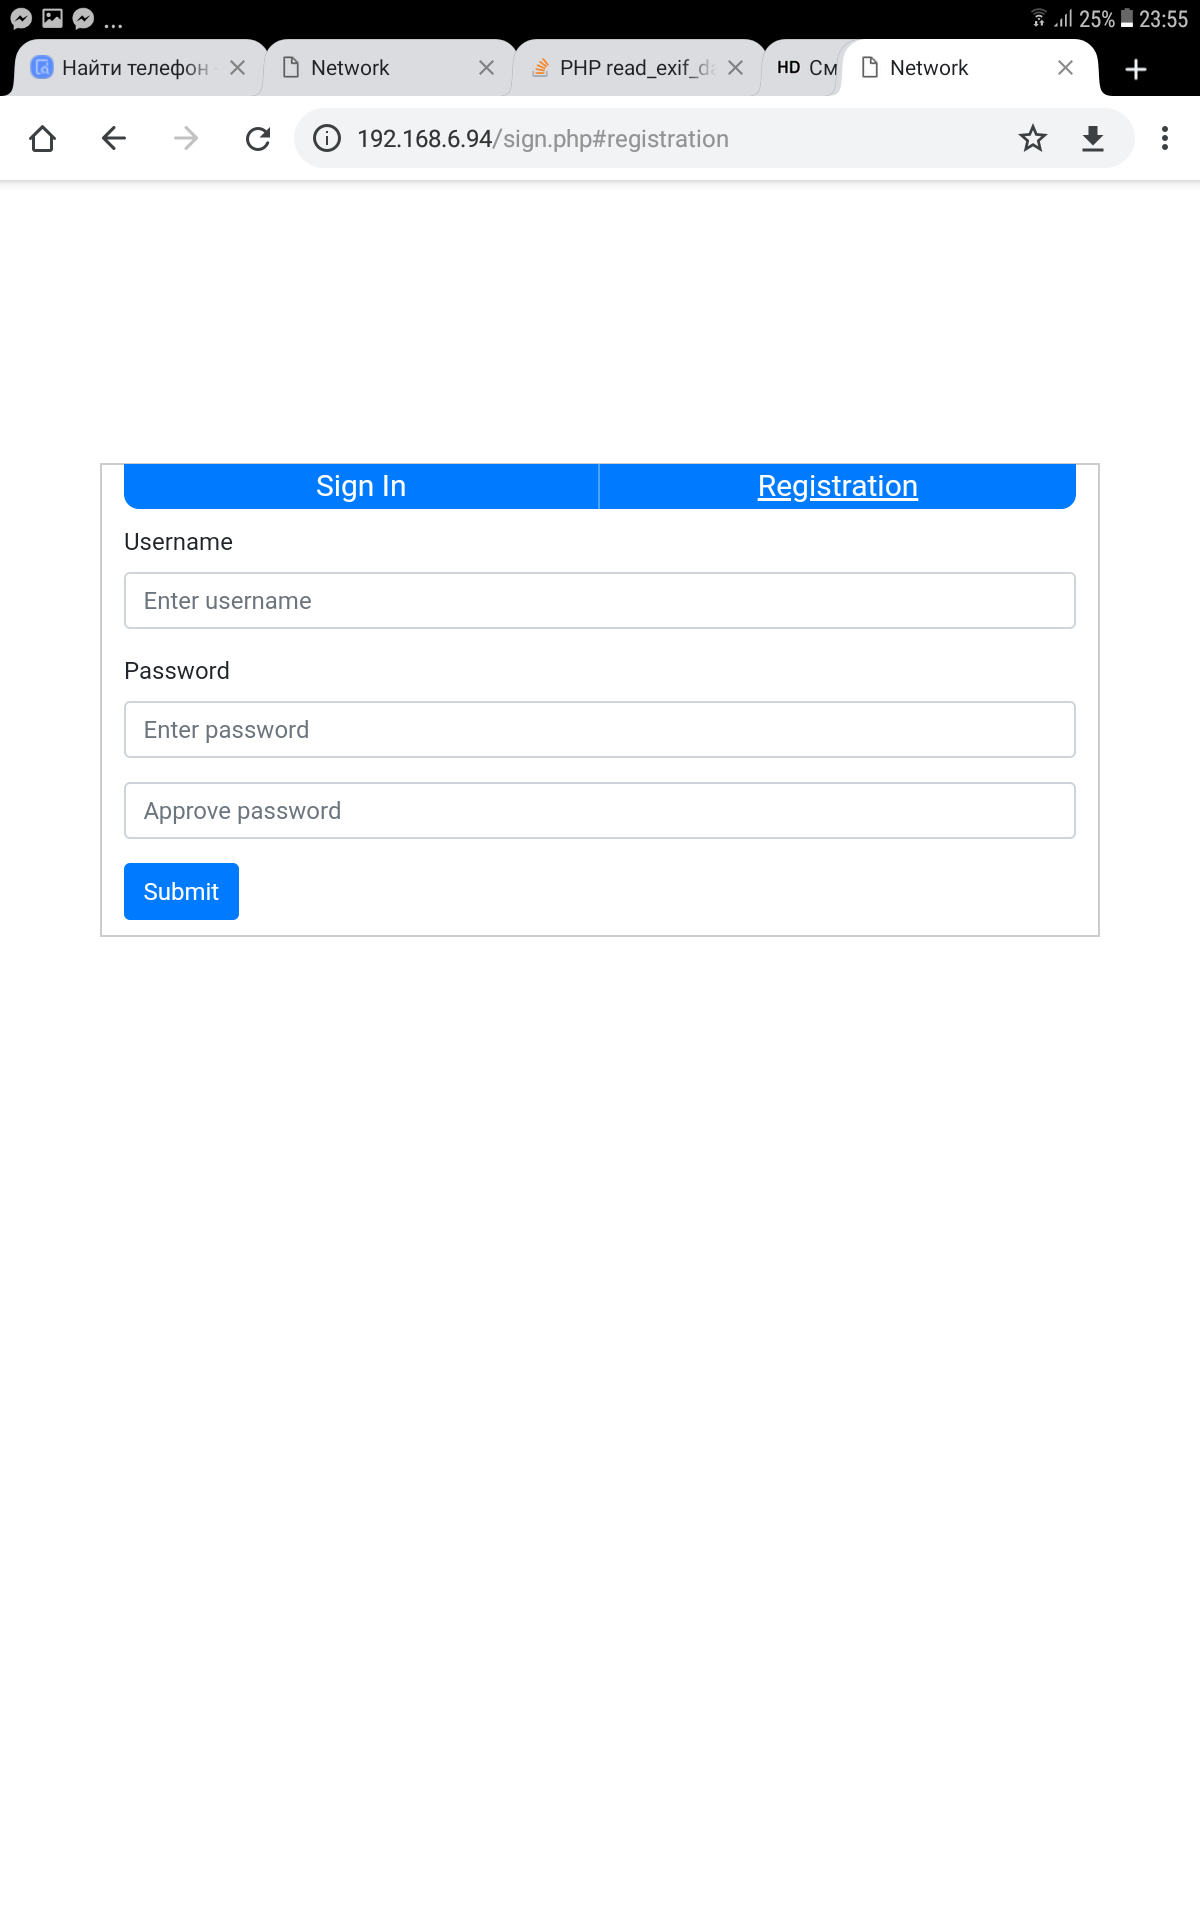 ... 25% 23:55
Найти телефон - Network PHP read_exif_da HD См Network
192.168.6.94/sign.php#registration
Sign In Registration
Username
Enter username
Password
Enter password
Approve password
Submit